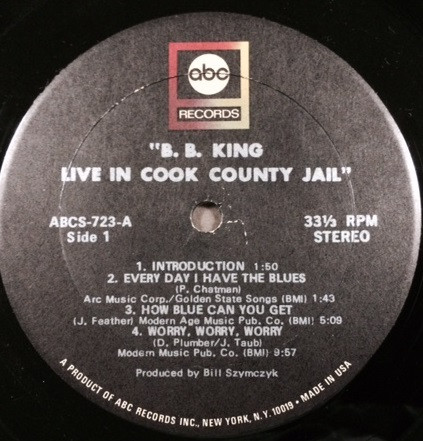 abc
RECORDS
"B. B. KING
LIVE IN COOK COUNTY JAIL"
ABCS-723-A
Side 1
33⅓ RPM
STEREO
1. INTRODUCTION 1:50
2. EVERY DAY I HAVE THE BLUES
(P. Chatman)
Arc Music Corp./Golden State Songs (BMI) 1:43
3. HOW BLUE CAN YOU GET
(J. Feather) Modern Age Music Pub. Co. (BMI) 5:09
4. WORRY, WORRY, WORRY
(D. Plumber/J. Taub)
Modern Music Pub. Co. (BMI) 9:57
Produced by Bill Szymczyk
A PRODUCT OF ABC RECORDS INC., NEW YORK, N.Y. 10019 • MADE IN USA